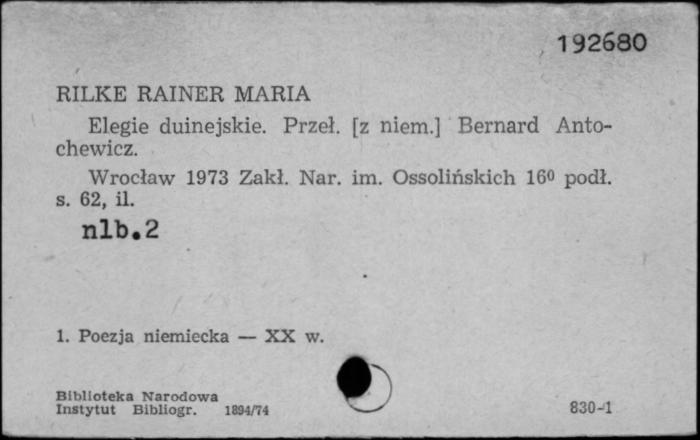 192680
RILKE RAINER MARIA
Elegie duinejskie. Przeł. [z niem.] Bernard Anto-
chewicz.
Wrocław 1973 Zakł. Nar. im. Ossolińskich 16⁰ podł.
s. 62, il.
nlb.2
1. Poezja niemiecka — XX w.
Biblioteka Narodowa
Instytut Bibliogr. 1894/74
830-1